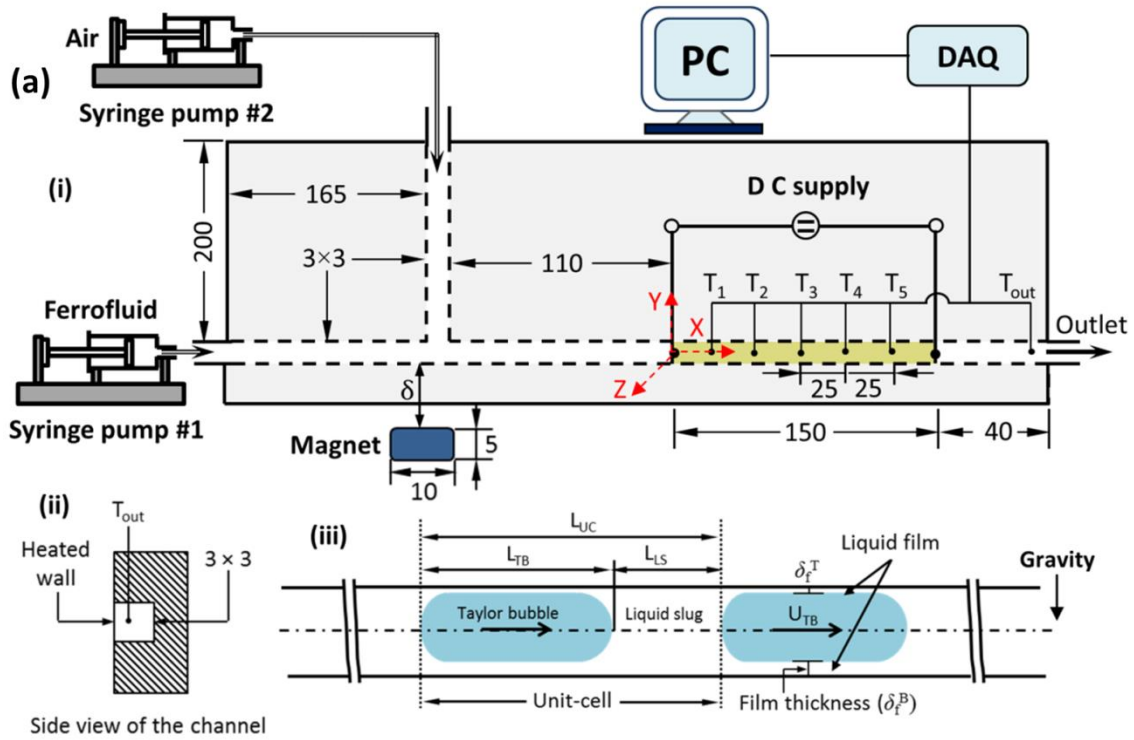 (a)
Air
Syringe pump #2
PC
DAQ
(i)
165
200
3×3
110
D C supply
T₁ T₂ T₃ T₄ T₅ Tout
Y
X
Z
Ferrofluid
Outlet
Syringe pump #1
δ
25 25
Magnet
5
10
150
40
(ii)
Tout
Heated
wall
3 × 3
Side view of the channel
(iii)
LUC
LTB
LLS
Liquid film
δfT
Gravity
Taylor bubble
Liquid slug
UTB
Unit-cell
Film thickness (δfB)